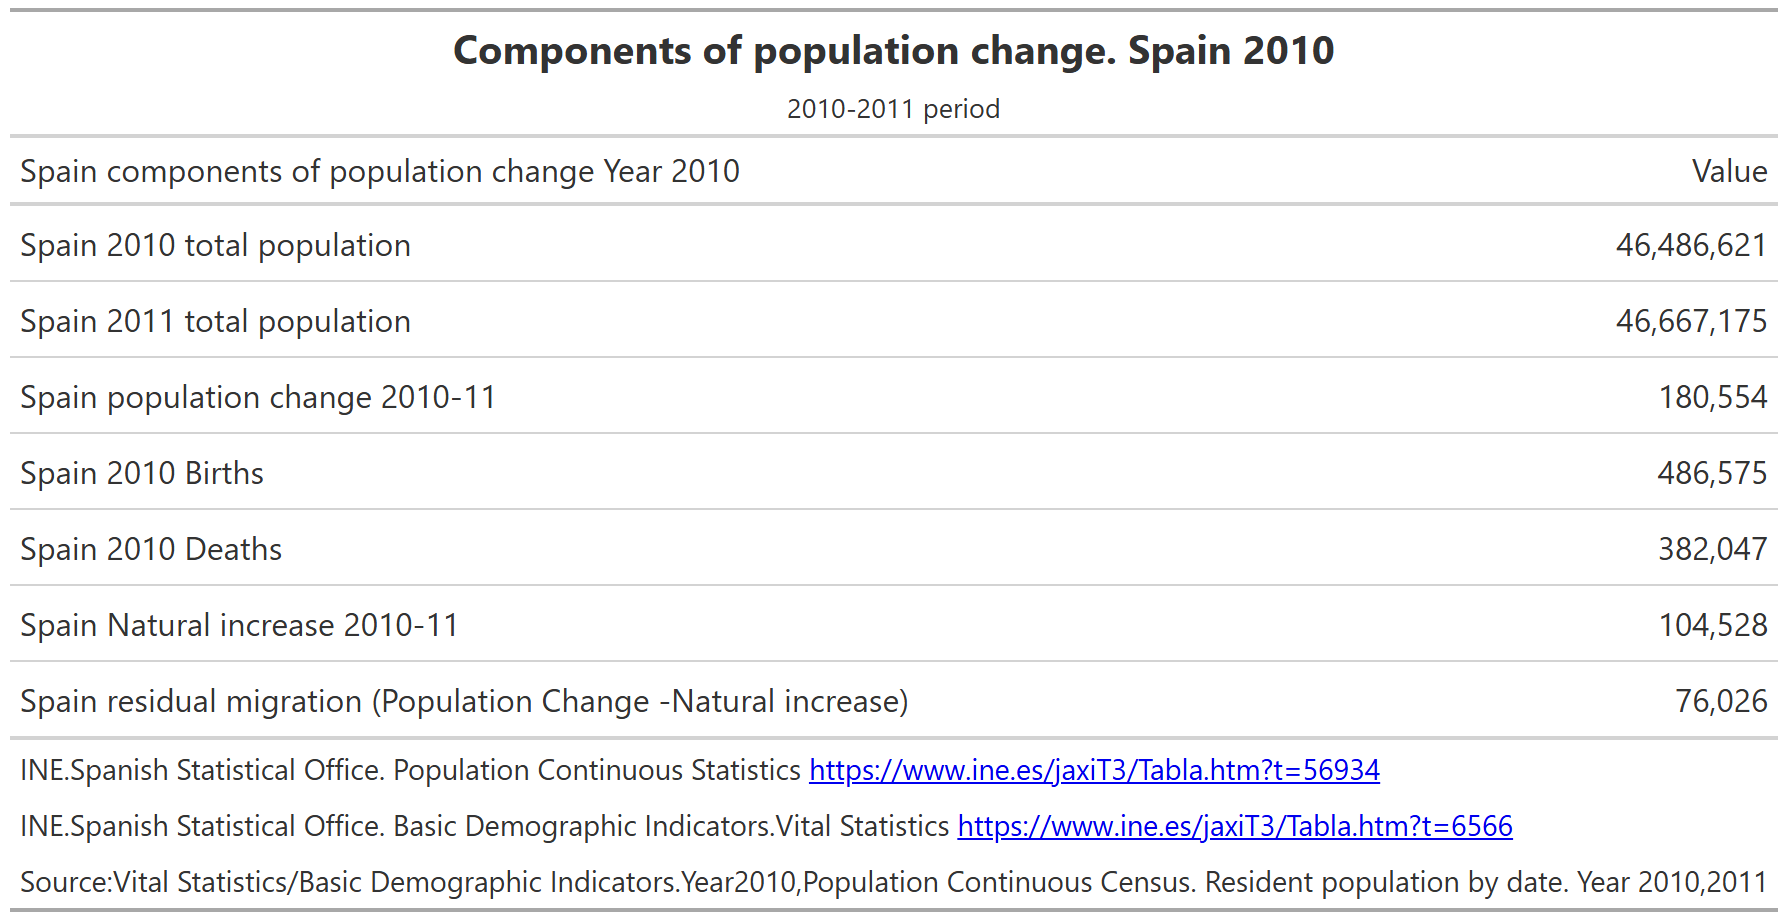 Components of population change. Spain 2010
2010-2011 period
Spain components of population change Year 2010 Value
Spain 2010 total population 46,486,621
Spain 2011 total population 46,667,175
Spain population change 2010-11 180,554
Spain 2010 Births 486,575
Spain 2010 Deaths 382,047
Spain Natural increase 2010-11 104,528
Spain residual migration (Population Change -Natural increase) 76,026
INE.Spanish Statistical Office. Population Continuous Statistics https://www.ine.es/jaxiT3/Tabla.htm?t=56934
INE.Spanish Statistical Office. Basic Demographic Indicators.Vital Statistics https://www.ine.es/jaxiT3/Tabla.htm?t=6566
Source:Vital Statistics/Basic Demographic Indicators.Year2010,Population Continuous Census. Resident population by date. Year 2010,2011